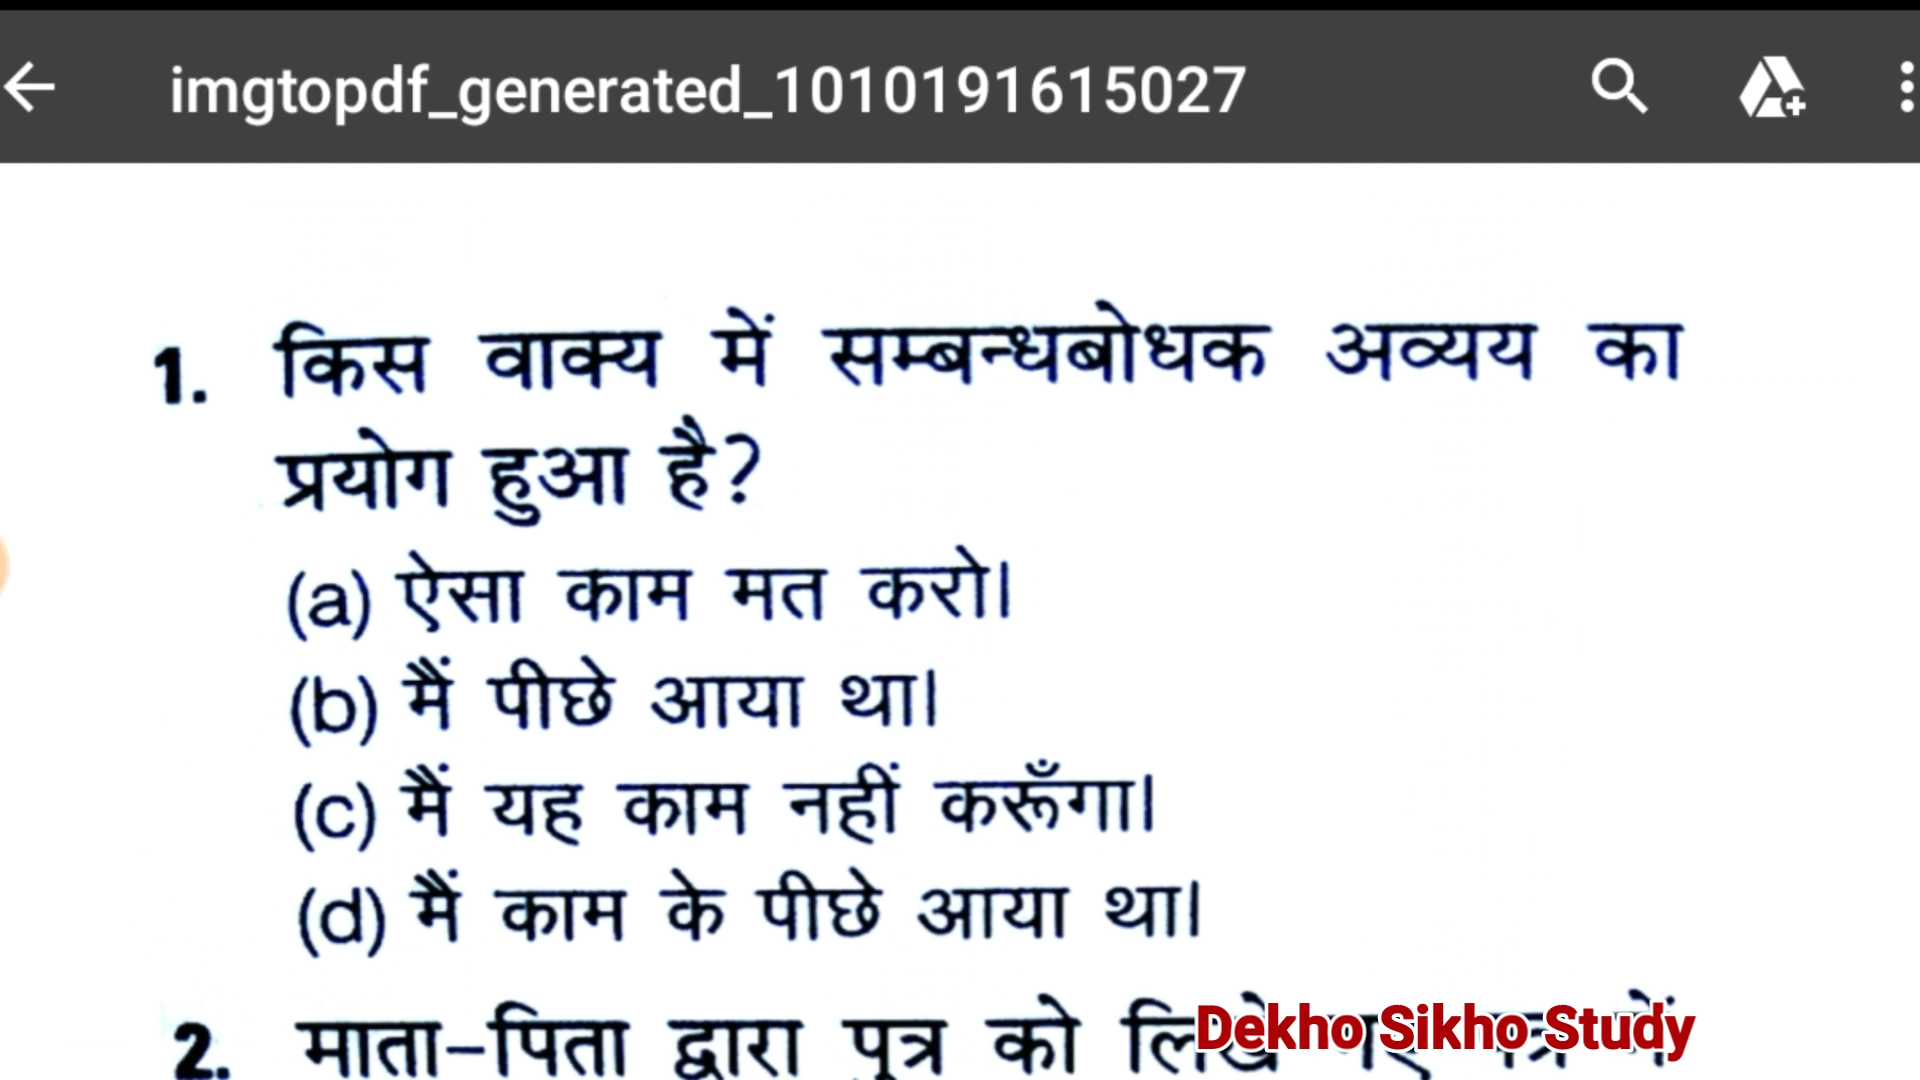 imgtopdf_generated_1010191615027
1. किस वाक्य में सम्बन्धबोधक अव्यय का
प्रयोग हुआ है?
(a) ऐसा काम मत करो।
(b) मैं पीछे आया था।
(c) मैं यह काम नहीं करूँगा।
(d) मैं काम के पीछे आया था।
2. माता-पिता द्वारा पुत्र को
Dekho Sikho Study